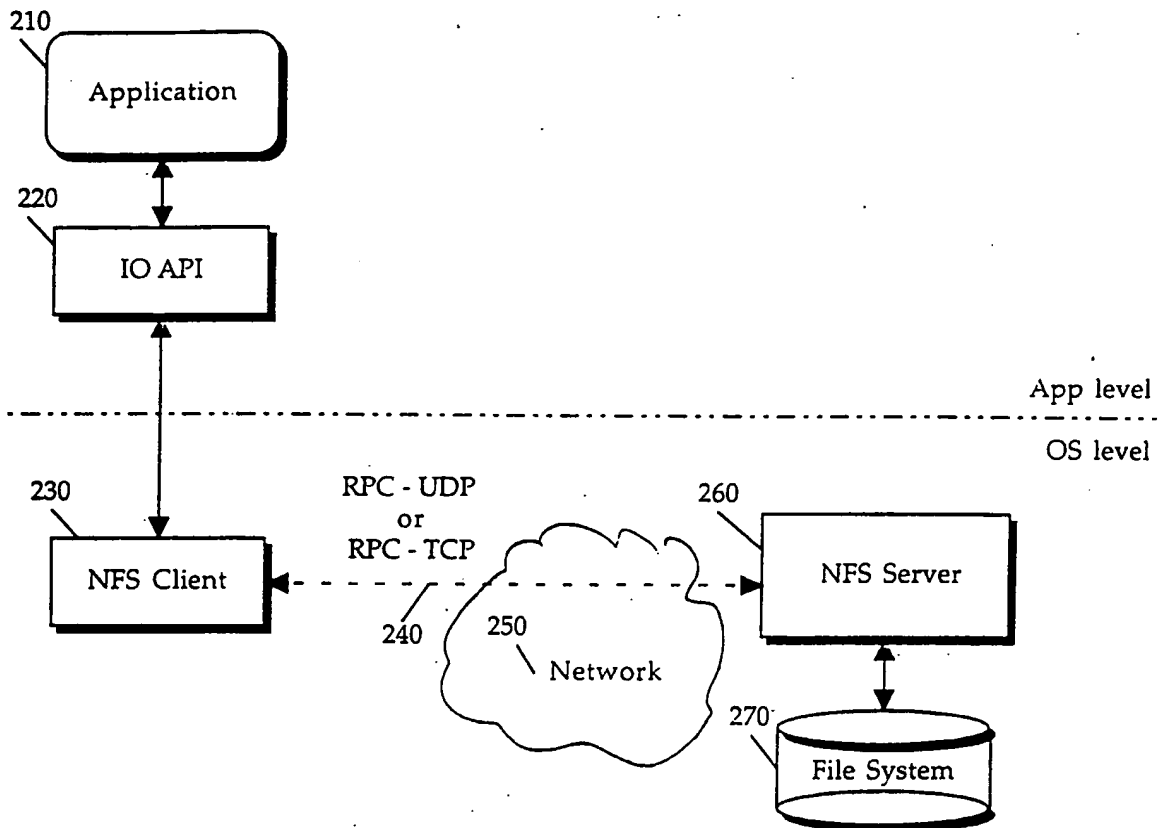 210
Application
220
IO API
App level
OS level
230
RPC - UDP
or
RPC - TCP
260
NFS Client
NFS Server
240
250
Network
270
File System